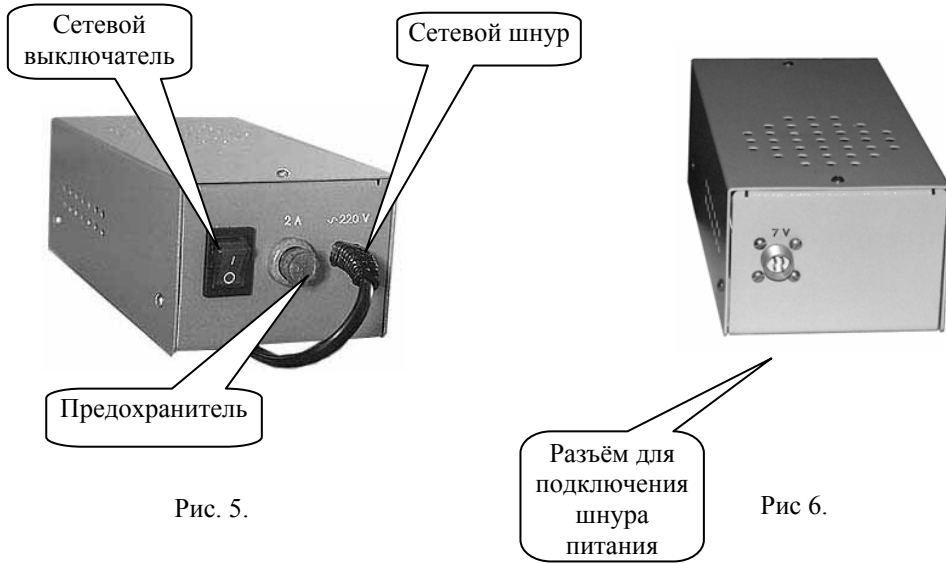 Сетевой
выключатель
Сетевой шнур
2 А
~220 V
I
O
7 V
Предохранитель
Разъём для
подключения
шнура
питания
Рис. 5.
Рис 6.